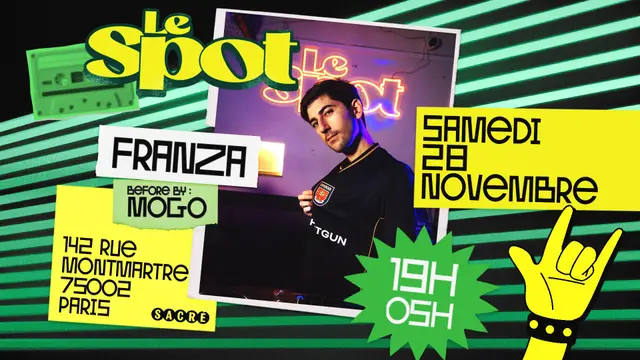 Le
Spot
Le
Spot
FRANZA
BEFORE BY :
MOGO
142 RUE
MONTMARTRE
75002
PARIS
SACRE
SAMEDI
28
NOVEMBRE
TGUN
19H
05H